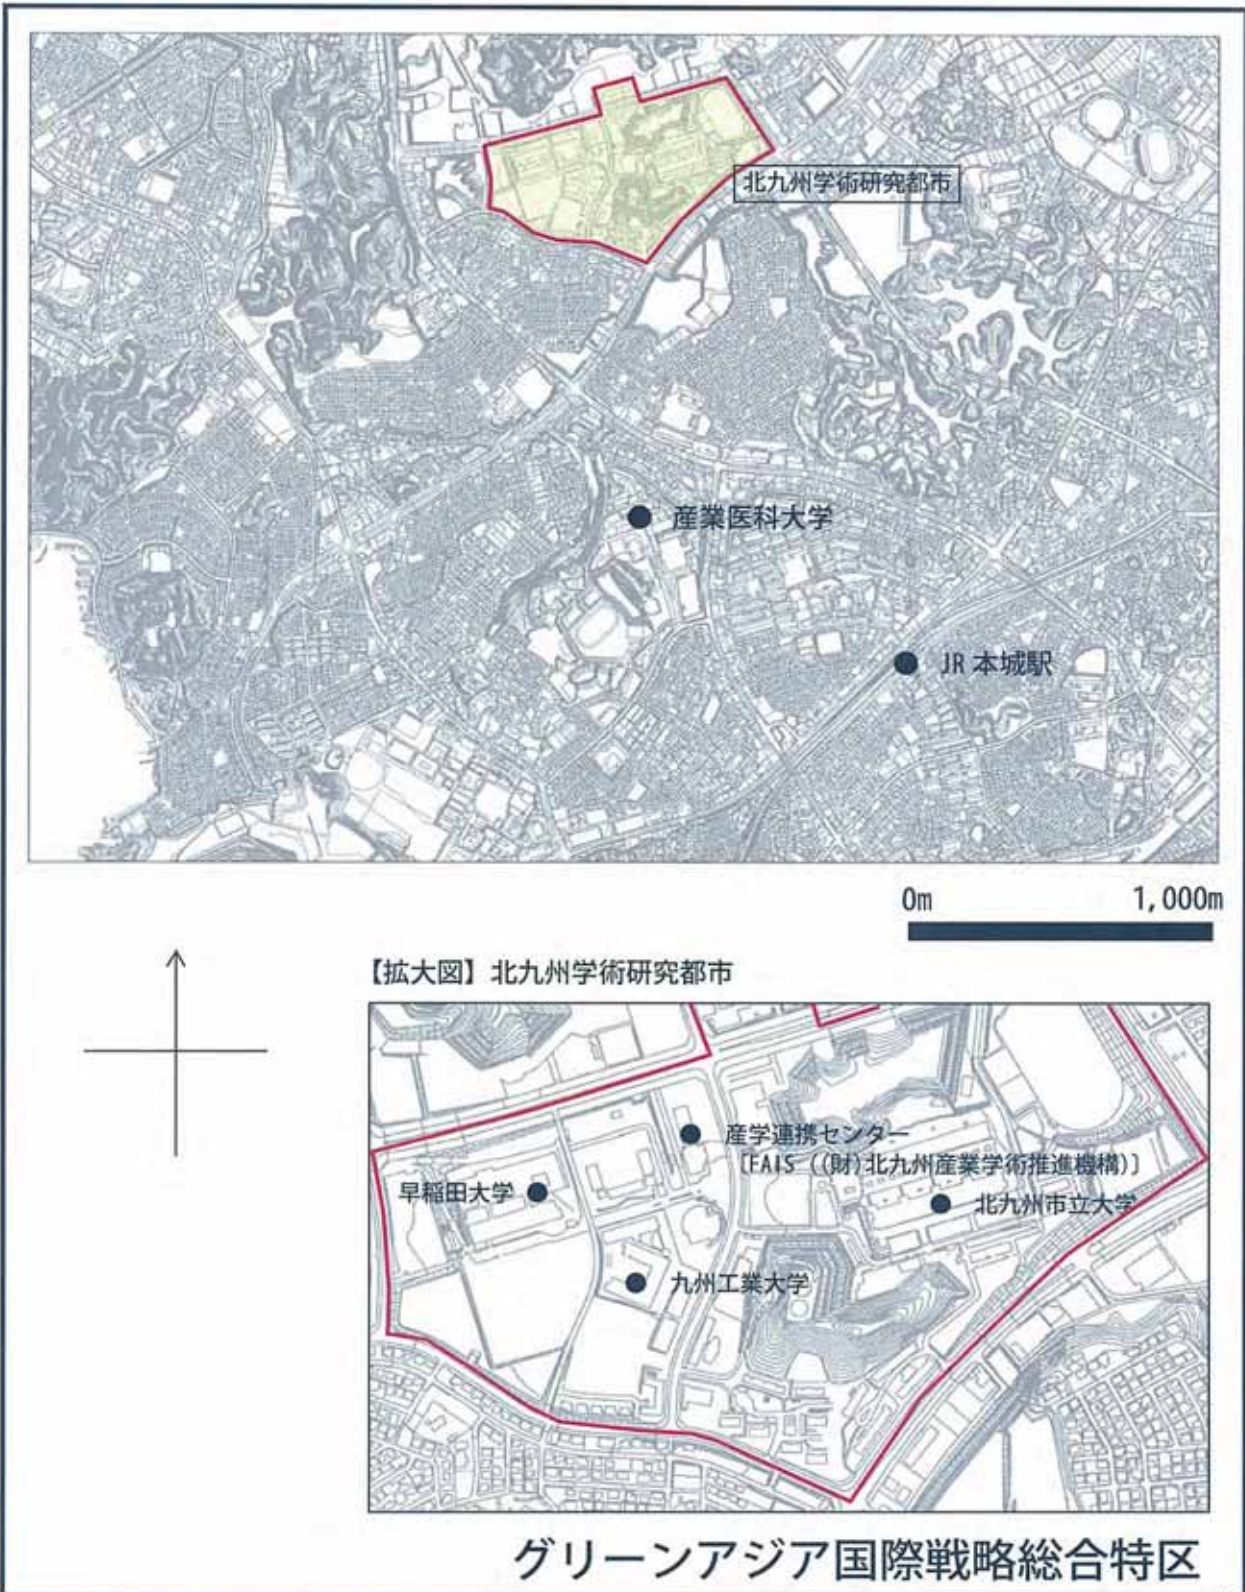 北九州学術研究都市
産業医科大学
JR 本城駅
0m 1,000m
【拡大図】北九州学術研究都市
産学連携センター
〔FAIS((財)北九州産業学術推進機構)〕
早稲田大学
北九州市立大学
九州工業大学
グリーンアジア国際戦略総合特区